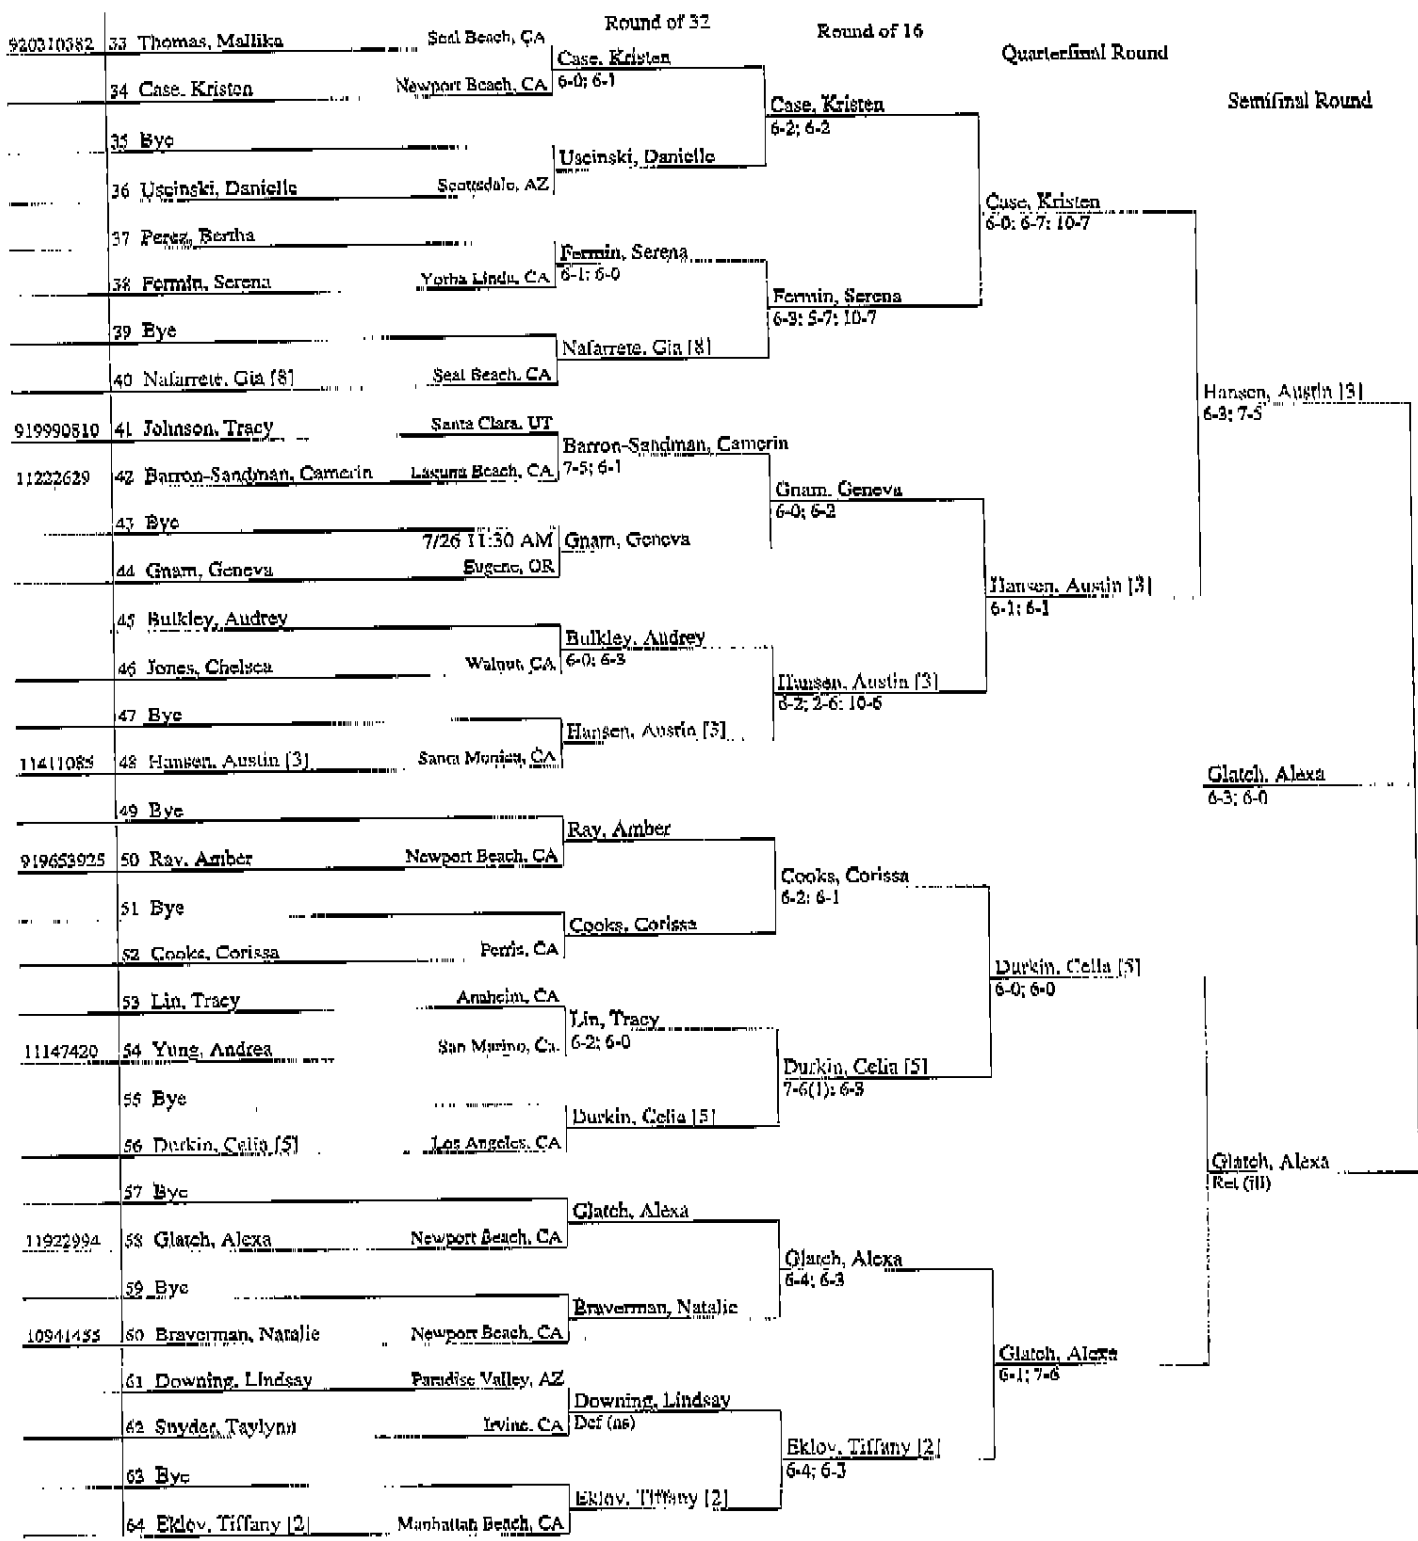 Round of 32
Round of 16
Quarterfinal Round
Semifinal Round
920310382 33 Thomas, Mallika Seal Beach, CA
Case, Kristen
6-0; 6-1
34 Case, Kristen Newport Beach, CA
Case, Kristen
6-2; 6-2
35 Bye
Uscinski, Danielle
36 Uscinski, Danielle Scottsdale, AZ
Case, Kristen
6-0; 6-7; 10-7
37 Perez, Bertha
Fermin, Serena
6-1; 6-0
38 Fermin, Serena Yorba Linda, CA
Fermin, Serena
6-3; 5-7; 10-7
39 Bye
Nafarrete, Gia [8]
40 Nafarrete, Gia [8] Seal Beach, CA
Hansen, Austin [3]
6-3; 7-5
919990810 41 Johnson, Tracy Santa Clara, UT
Barron-Sandman, Camerin
7-5; 6-1
11222629 42 Barron-Sandman, Camerin Laguna Beach, CA
Gnam, Geneva
6-0; 6-2
43 Bye
7/26 11:30 AM Gnam, Geneva
44 Gnam, Geneva Eugene, OR
Hansen, Austin [3]
6-1; 6-1
45 Bulkley, Audrey
Bulkley, Audrey
6-0; 6-3
46 Jones, Chelsea Walnut, CA
Hansen, Austin [3]
6-2; 2-6; 10-6
47 Bye
Hansen, Austin [3]
11411085 48 Hansen, Austin [3] Santa Monica, CA
Glatch, Alexa
6-3; 6-0
49 Bye
Ray, Amber
919653925 50 Ray, Amber Newport Beach, CA
Cooks, Corissa
6-2; 6-1
51 Bye
Cooks, Corissa
52 Cooks, Corissa Perris, CA
Durkin, Celia [5]
6-0; 6-0
53 Lin, Tracy Anaheim, CA
Lin, Tracy
6-2; 6-0
11147420 54 Yung, Andrea San Marino, Ca.
Durkin, Celia [5]
7-6(1); 6-3
55 Bye
Durkin, Celia [5]
56 Durkin, Celia [5] Los Angeles, CA
Glatch, Alexa
Ret (ill)
57 Bye
Glatch, Alexa
11922994 58 Glatch, Alexa Newport Beach, CA
Glatch, Alexa
6-4; 6-3
59 Bye
Braverman, Natalie
10941455 60 Braverman, Natalie Newport Beach, CA
Glatch, Alexa
6-1; 7-6
61 Downing, Lindsay Paradise Valley, AZ
Downing, Lindsay
Def (ns)
62 Snyder, Taylynn Irvine, CA
Eklov, Tiffany [2]
6-4; 6-3
63 Bye
Eklov, Tiffany [2]
64 Eklov, Tiffany [2] Manhattan Beach, CA